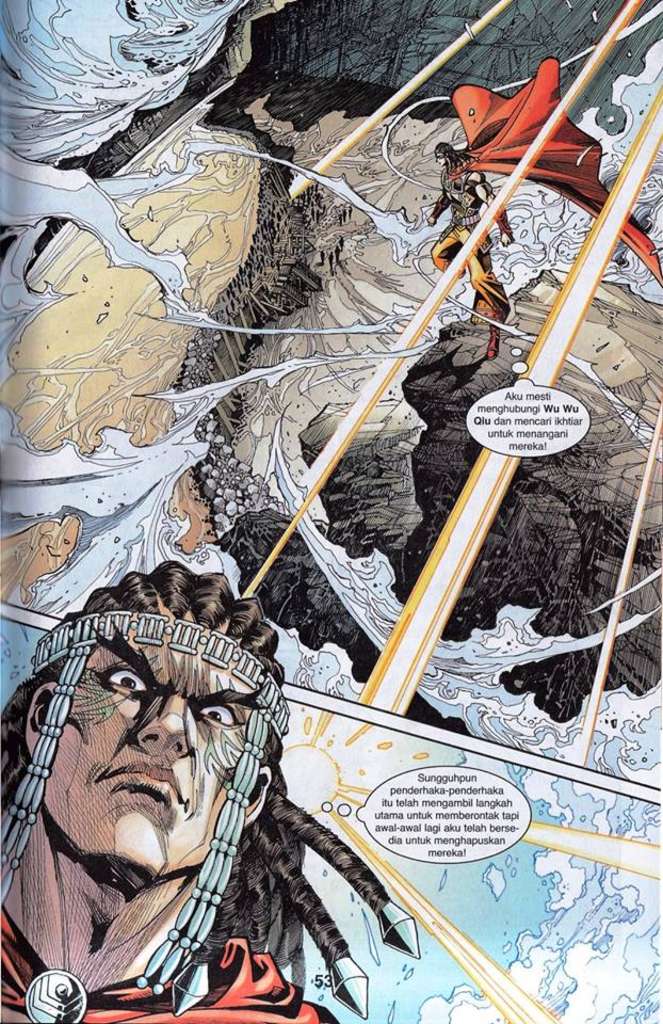 Aku mesti
menghubungi Wu Wu
Qiu dan mencari ikhtiar
untuk menangani
mereka!
Sungguhpun
penderhaka-penderhaka
itu telah mengambil langkah
utama untuk memberontak tapi
awal-awal lagi aku telah berse-
dia untuk menghapuskan
mereka!
53